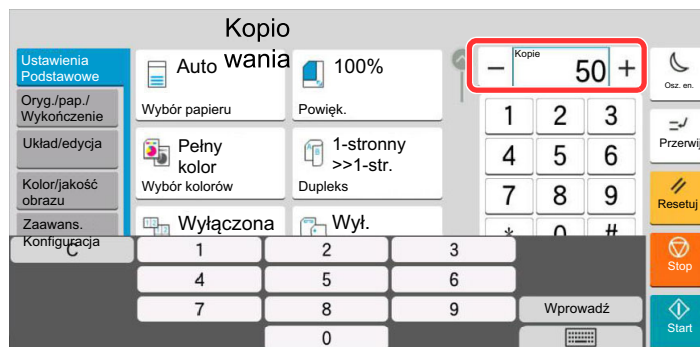 Kopio
wania
Ustawienia
Podstawowe
Oryg./pap./
Wykończenie
Układ/edycja
Kolor/jakość
obrazu
Zaawans.
Konfiguracja
Auto
Wybór papieru
100%
Powięk.
Pełny
kolor
Wybór kolorów
1-stronny
>>1-str.
Dupleks
Wyłączona
Wył.
Kopie
− 50 +
1 2 3
4 5 6
7 8 9
* 0 #
Osz. en.
Przerwij
Resetuj
Stop
Start
C 1 2 3
4 5 6
7 8 9
0
Wprowadź